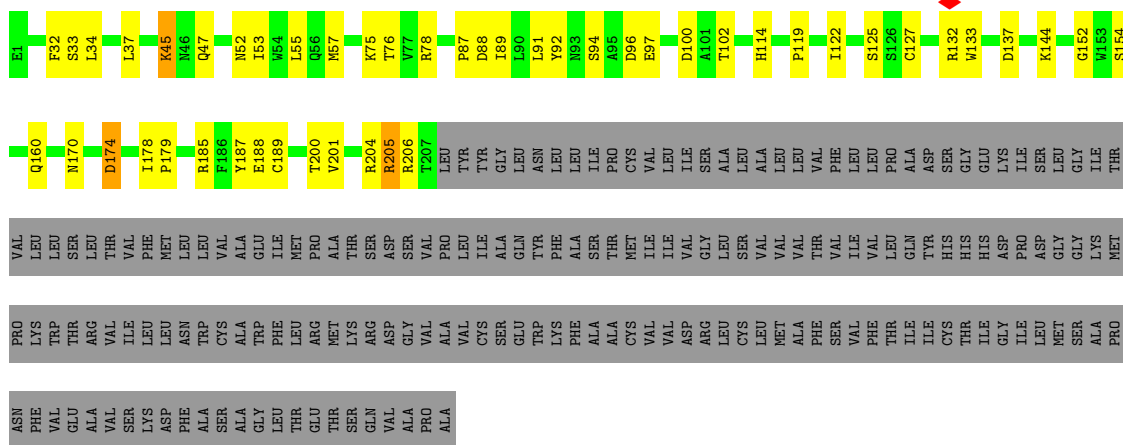 E1 F32 S33 L34 L37 K45 N46 Q47 N52 I53 W54 L55 Q56 M57 K75 T76 V77 R78 P87 D88 I89 L90 L91 Y92 N93 S94 A95 D96 E97 D100 A101 T102 H114 P119 I122 S125 S126 C127 R132 W133 D137 K144 G152 W153 S154
Q160 N170 D174 I178 P179 R185 F186 Y187 E188 C189 T200 V201 R204 R205 R206 T207 LEU TYR TYR GLY LEU ASN LEU LEU ILE PRO CYS VAL LEU ILE SER ALA LEU ALA LEU LEU VAL PHE LEU LEU PRO ALA ASP SER GLY GLU LYS ILE SER LEU GLY ILE THR
VAL LEU LEU SER LEU THR VAL PHE MET LEU LEU VAL ALA GLU ILE MET PRO ALA THR SER ASP SER VAL PRO LEU ILE ALA GLN TYR PHE ALA SER THR MET ILE ILE VAL GLY LEU SER VAL VAL VAL THR VAL ILE VAL LEU GLN TYR HIS HIS HIS ASP PRO ASP GLY GLY LYS MET
PRO LYS TRP THR ARG VAL ILE LEU LEU ASN TRP CYS ALA TRP PHE LEU ARG MET LYS ARG ASP GLY VAL ALA VAL CYS SER GLU TRP LYS PHE ALA ALA CYS VAL VAL ASP ARG LEU CYS LEU MET ALA PHE SER VAL PHE THR ILE ILE CYS THR ILE GLY ILE LEU MET SER ALA PRO
ASN PHE VAL GLU ALA VAL SER LYS ASP PHE ALA SER ALA GLY LEU THR GLU THR SER GLN VAL ALA PRO ALA